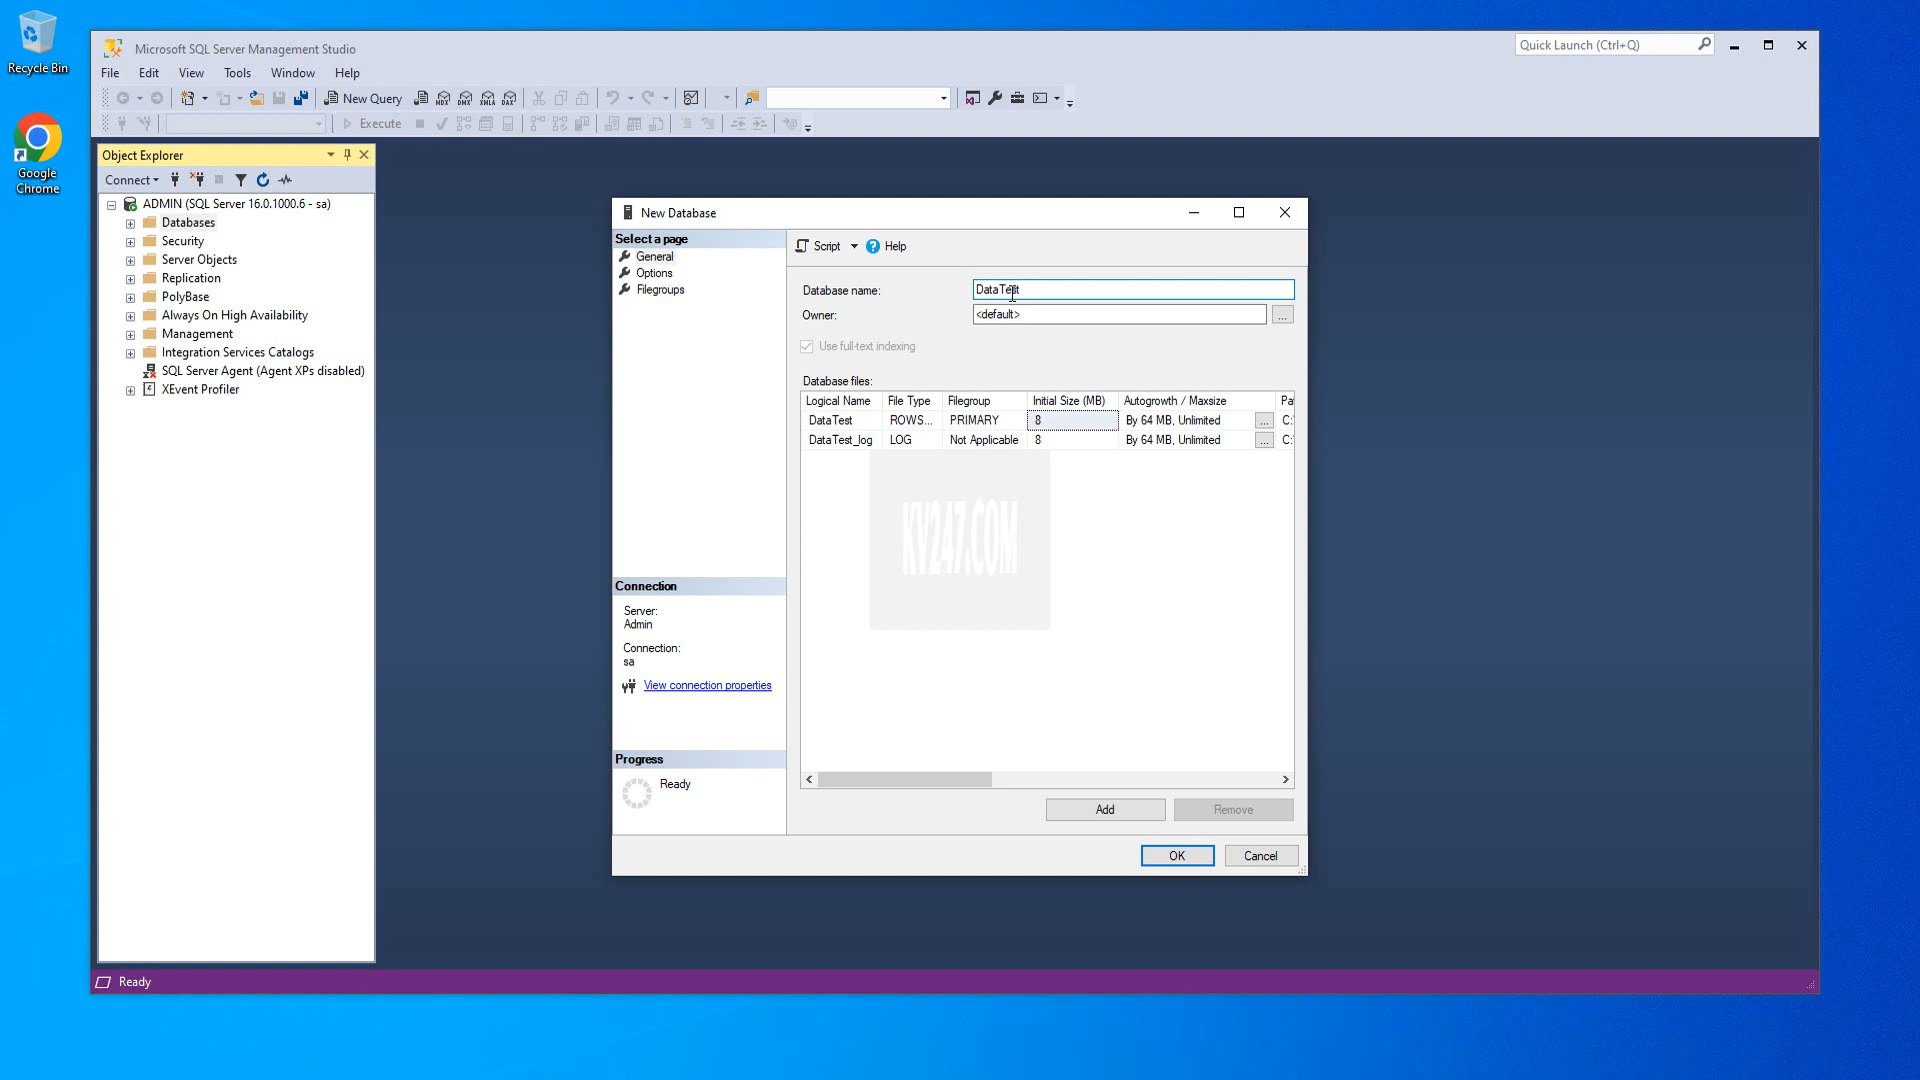 Recycle Bin
Google
Chrome
Microsoft SQL Server Management Studio
Quick Launch (Ctrl+Q)
File Edit View Tools Window Help
New Query MDX DMX XMLA DAX
Execute
Object Explorer
Connect
ADMIN (SQL Server 16.0.1000.6 - sa)
Databases
Security
Server Objects
Replication
PolyBase
Always On High Availability
Management
Integration Services Catalogs
SQL Server Agent (Agent XPs disabled)
XEvent Profiler
New Database
Select a page
General
Options
Filegroups
Script Help
Database name: DataTest
Owner: <default> ...
Use full-text indexing
Database files:
Logical Name File Type Filegroup Initial Size (MB) Autogrowth / Maxsize
DataTest ROWS... PRIMARY 8 By 64 MB, Unlimited ... C:
DataTest_log LOG Not Applicable 8 By 64 MB, Unlimited ... C:
KV247.COM
Connection
Server:
Admin
Connection:
sa
View connection properties
Progress
Ready
Add Remove
OK Cancel
Ready